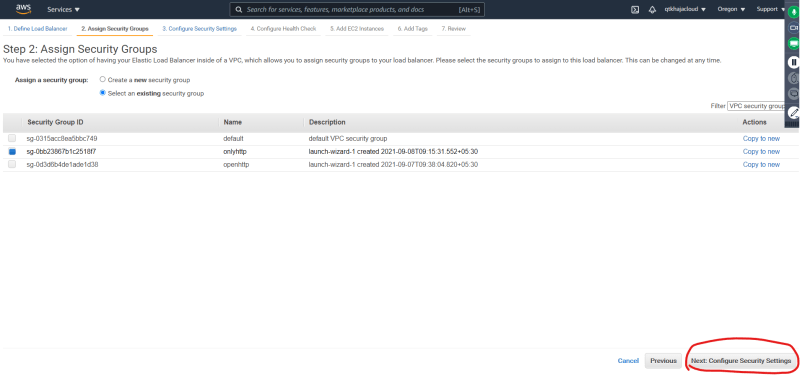 aws Services ▼ Search for services, features, marketplace products, and docs [Alt+S] qtkhajacloud ▼ Oregon ▼ Support ▼
1. Define Load Balancer 2. Assign Security Groups 3. Configure Security Settings 4. Configure Health Check 5. Add EC2 Instances 6. Add Tags 7. Review
Step 2: Assign Security Groups
You have selected the option of having your Elastic Load Balancer inside of a VPC, which allows you to assign security groups to your load balancer. Please select the security groups to assign to this load balancer. This can be changed at any time.
Assign a security group: Create a new security group
Select an existing security group
Filter VPC security group
Security Group ID Name Description Actions
sg-0315acc8ea5bbc749 default default VPC security group Copy to new
sg-0bb23867b1c2518f7 onlyhttp launch-wizard-1 created 2021-09-08T09:15:31.552+05:30 Copy to new
sg-0d3d6b4de1ade1d38 openhttp launch-wizard-1 created 2021-09-07T09:38:04.820+05:30 Copy to new
Cancel Previous Next: Configure Security Settings